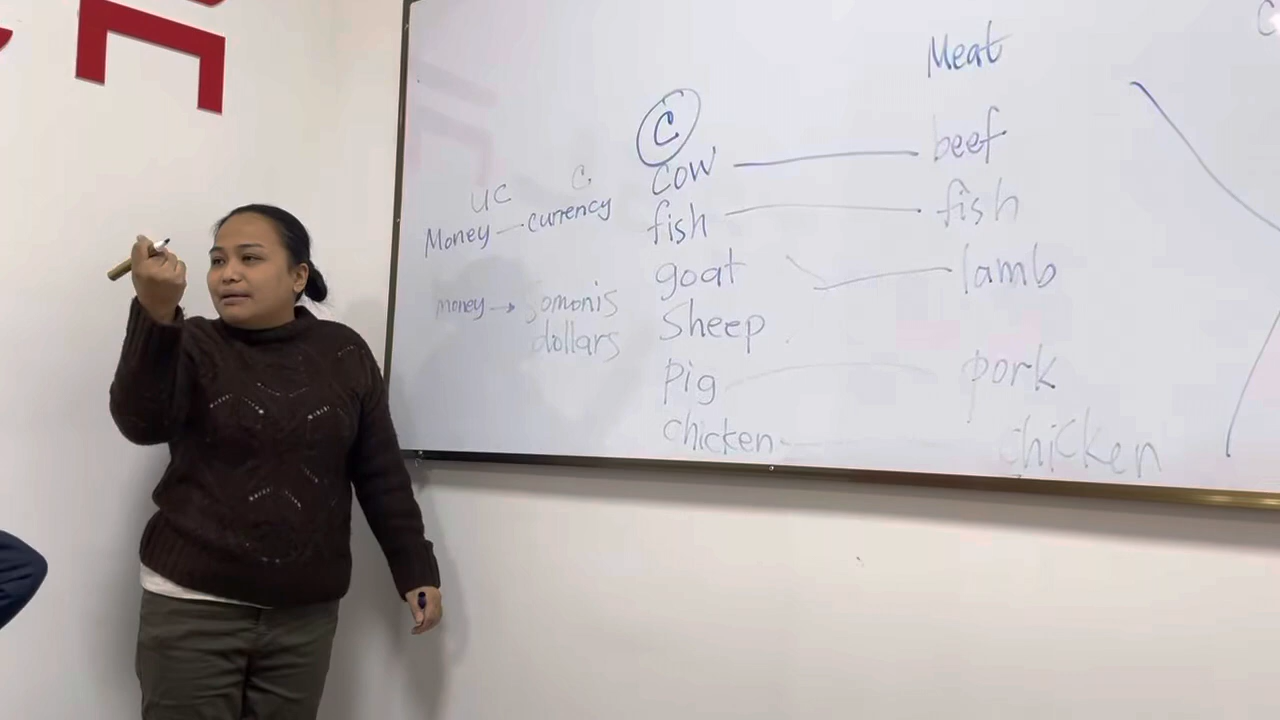 Meat
C
cow beef
fish fish
goat lamb
sheep
pig pork
chicken chicken
UC C
Money currency
money somonis
dollars